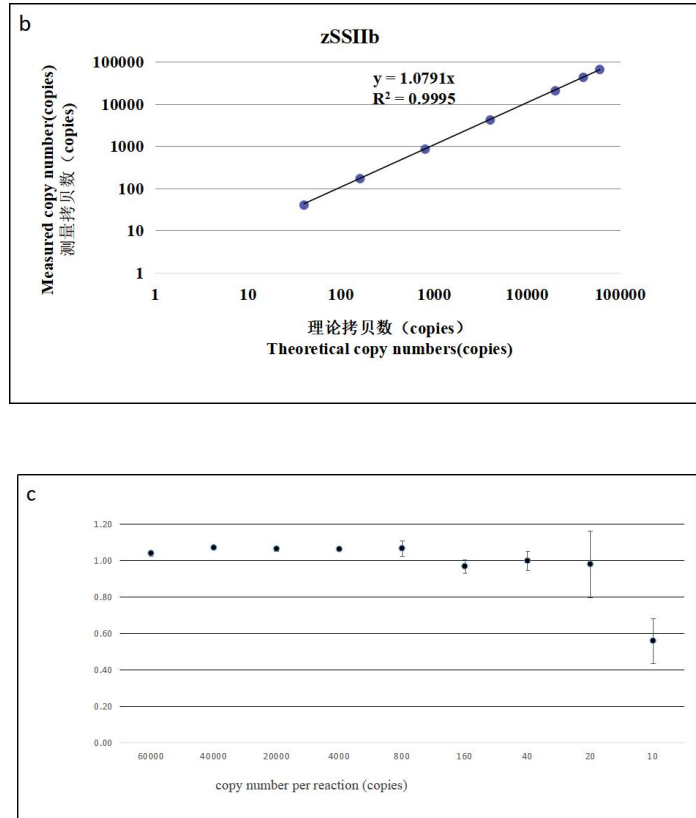 b
zSSIIb
y = 1.0791x
R² = 0.9995
100000
10000
1000
100
10
1
Measured copy number(copies)
测量拷贝数（copies)
1 10 100 1000 10000 100000
理论拷贝数（copies）
Theoretical copy numbers(copies)
c
1.20
1.00
0.80
0.60
0.40
0.20
0.00
60000 40000 20000 4000 800 160 40 20 10
copy number per reaction (copies)